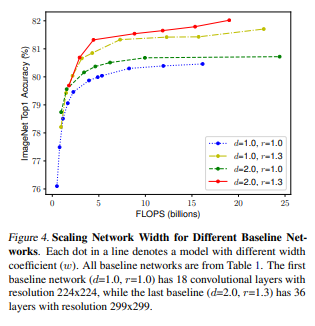 82
81
80
79
78
77
76
ImageNet Top1 Accuracy (%)
d=1.0, r=1.0
d=1.0, r=1.3
d=2.0, r=1.0
d=2.0, r=1.3
0 5 10 15 20 25
FLOPS (billions)
Figure 4. Scaling Network Width for Different Baseline Net-
works. Each dot in a line denotes a model with different width
coefficient (w). All baseline networks are from Table 1. The first
baseline network (d=1.0, r=1.0) has 18 convolutional layers with
resolution 224x224, while the last baseline (d=2.0, r=1.3) has 36
layers with resolution 299x299.